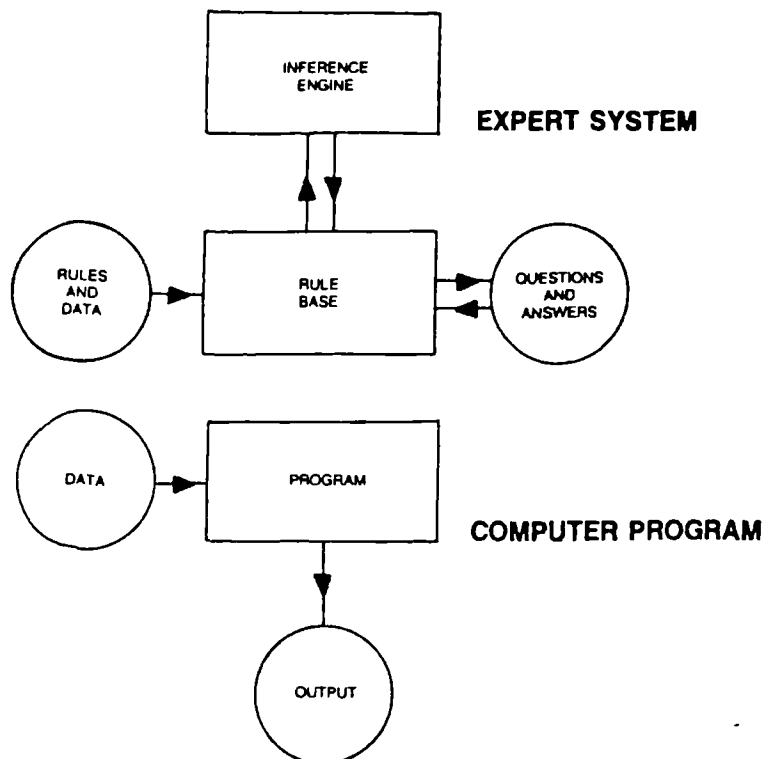 INFERENCE
ENGINE
EXPERT SYSTEM
RULES
AND
DATA
RULE
BASE
QUESTIONS
AND
ANSWERS
DATA
PROGRAM
COMPUTER PROGRAM
OUTPUT